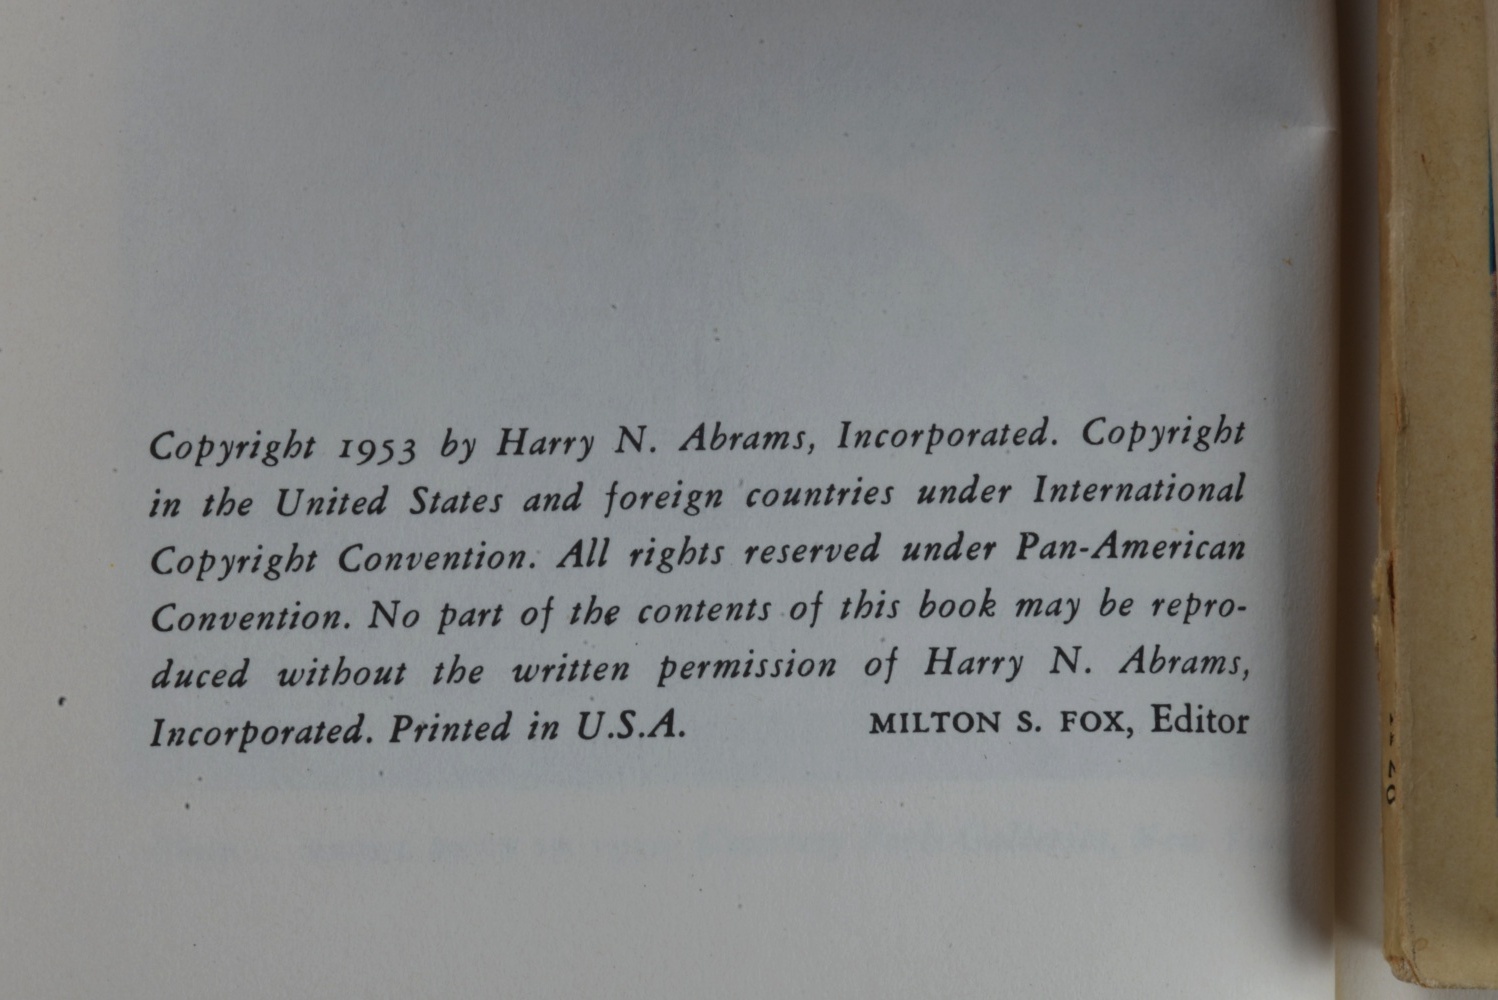 Copyright 1953 by Harry N. Abrams, Incorporated. Copyright
in the United States and foreign countries under International
Copyright Convention. All rights reserved under Pan-American
Convention. No part of the contents of this book may be repro-
duced without the written permission of Harry N. Abrams,
Incorporated. Printed in U.S.A. MILTON S. FOX, Editor